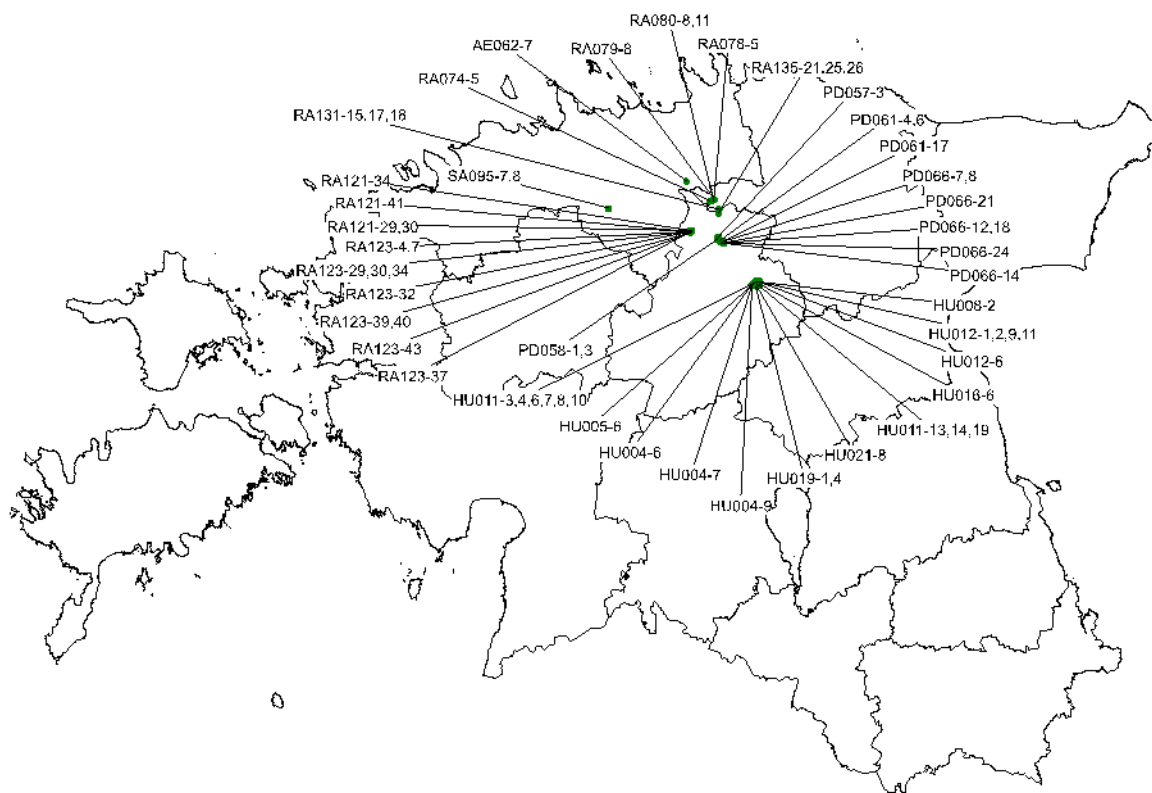 RA080-8,11
AE062-7
RA079-8
RA078-5
RA074-5
RA135-21,25,26
PD057-3
RA131-15,17,18
PD061-4,6
PD061-17
SA095-7,8
RA121-34
PD066-7,8
RA121-41
PD066-21
RA121-29,30
PD066-12,18
RA123-4,7
PD066-24
RA123-29,30,34
PD066-14
RA123-32
HU008-2
RA123-39,40
HU012-1,2,9,11
RA123-43
PD058-1,3
HU012-6
RA123-37
HU011-3,4,6,7,8,10
HU016-6
HU005-6
HU011-13,14,19
HU004-6
HU021-8
HU004-7
HU019-1,4
HU004-9